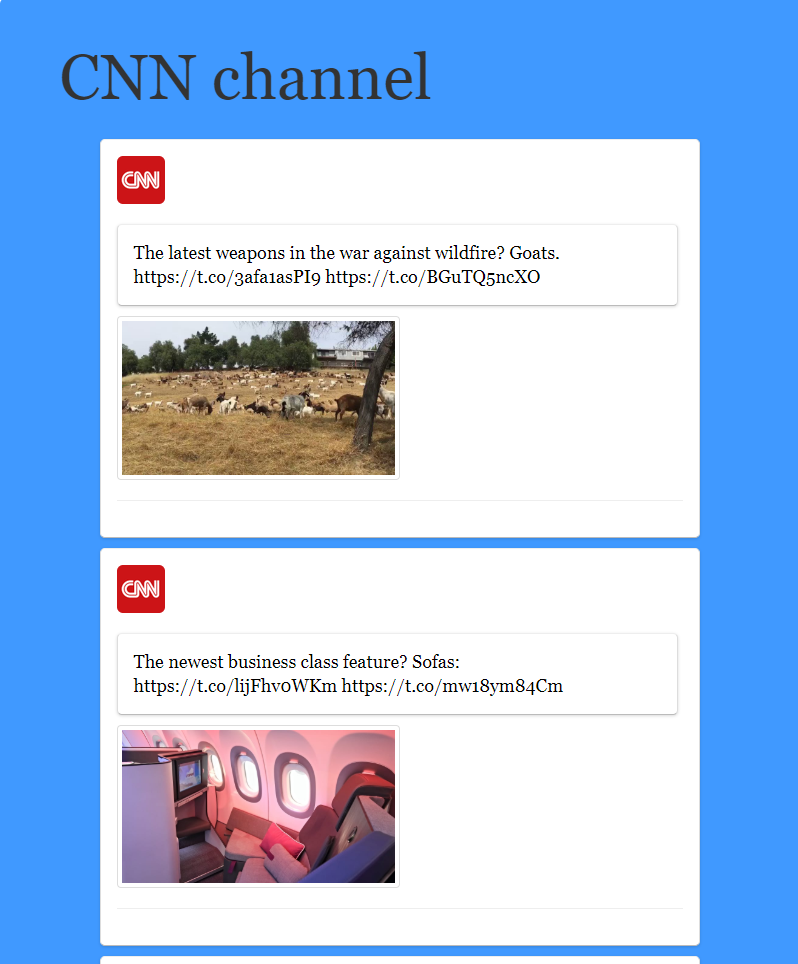 CNN channel
CNN
The latest weapons in the war against wildfire? Goats.
https://t.co/3afa1asPI9 https://t.co/BGuTQ5ncXO
CNN
The newest business class feature? Sofas:
https://t.co/lijFhv0WKm https://t.co/mw18ym84Cm